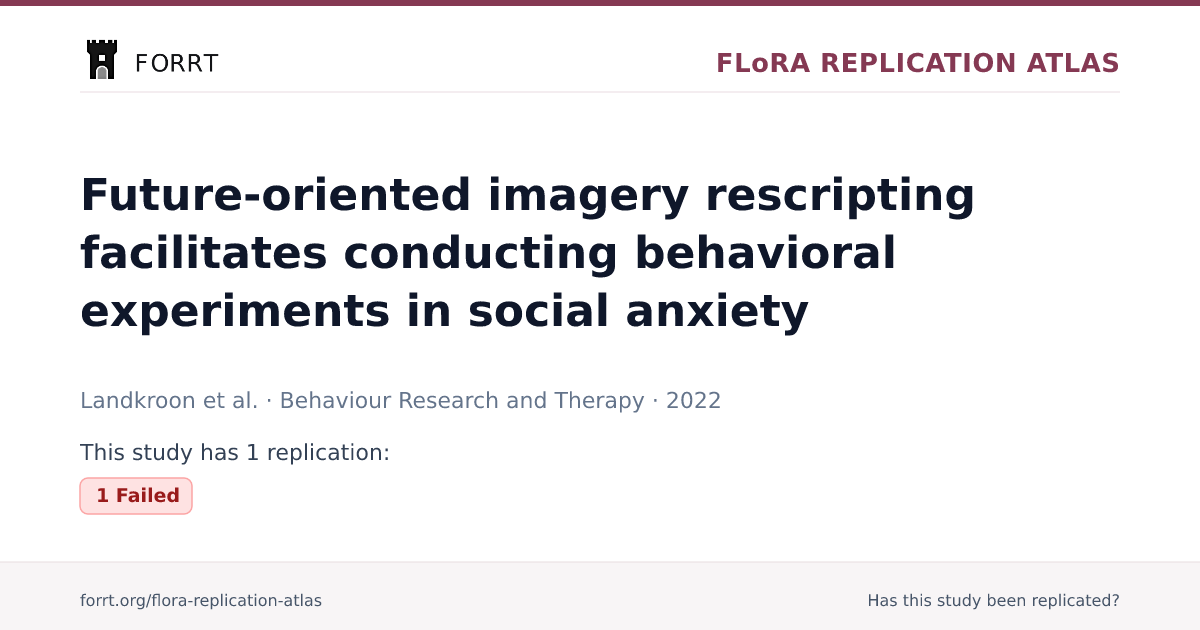 FORRT
FLoRA REPLICATION ATLAS
Future-oriented imagery rescripting
facilitates conducting behavioral
experiments in social anxiety
Landkroon et al. · Behaviour Research and Therapy · 2022
This study has 1 replication:
1 Failed
forrt.org/flora-replication-atlas
Has this study been replicated?